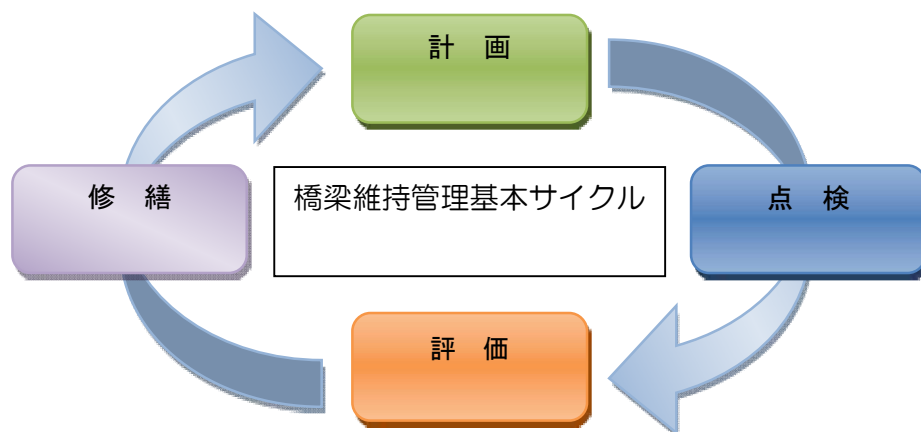 計　画
修　繕
橋梁維持管理基本サイクル
点　検
評　価